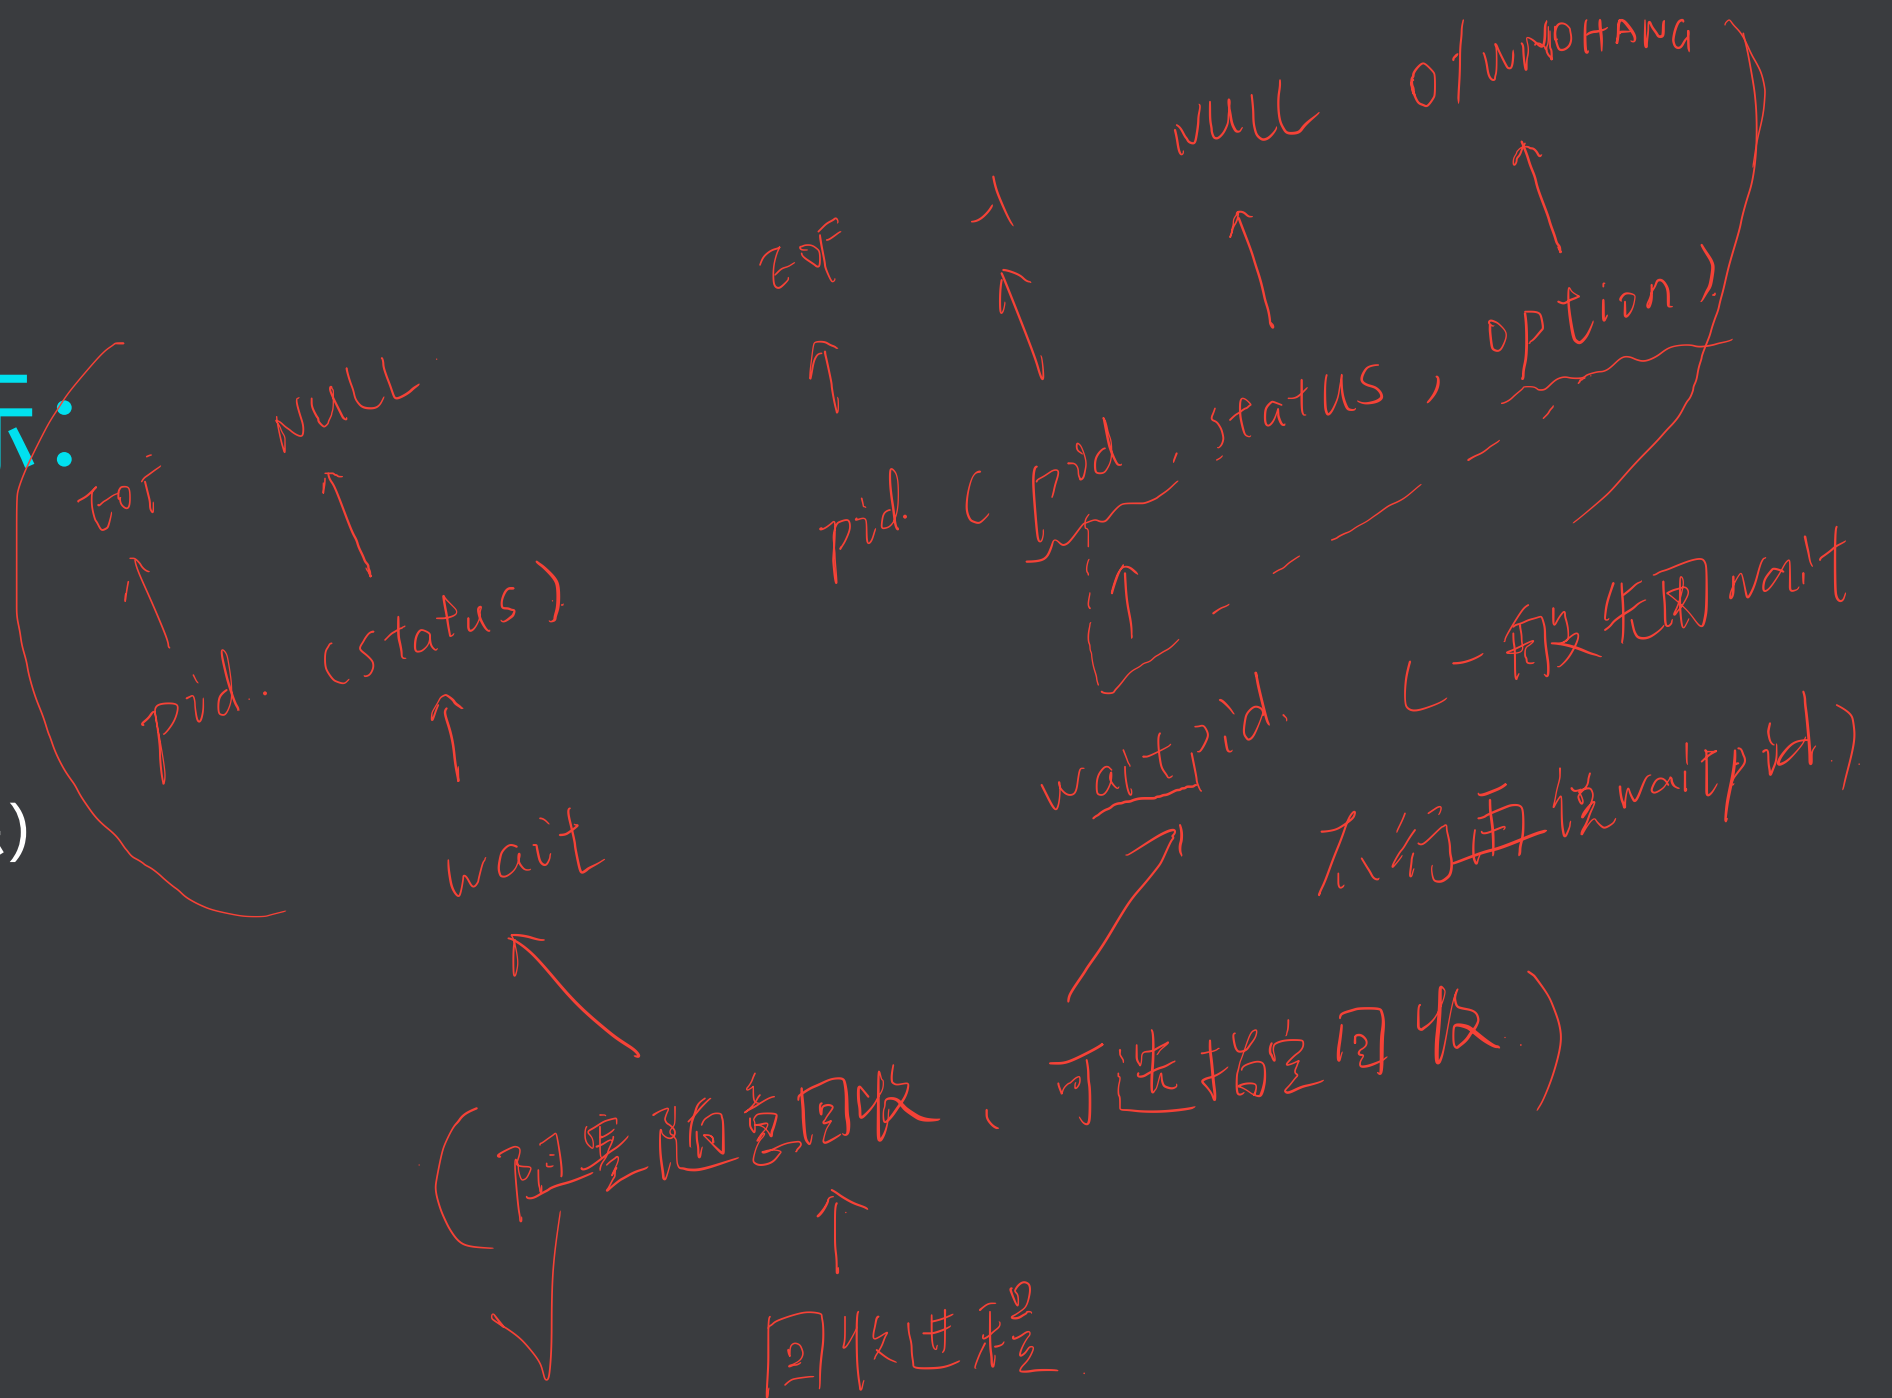 0/WNOHANG
NULL
EOF
pid. (pid, status, option)
NULL
EOF
pid. (status)
(一般先用wait
waitpid.
不行再使waitpid)
wait
(阻塞随意回收、可选指定回收)
回收进程